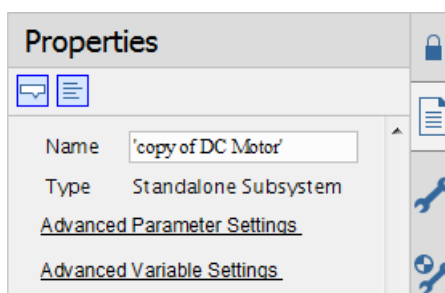 Properties
Name 'copy of DC Motor'
Type Standalone Subsystem
Advanced Parameter Settings
Advanced Variable Settings